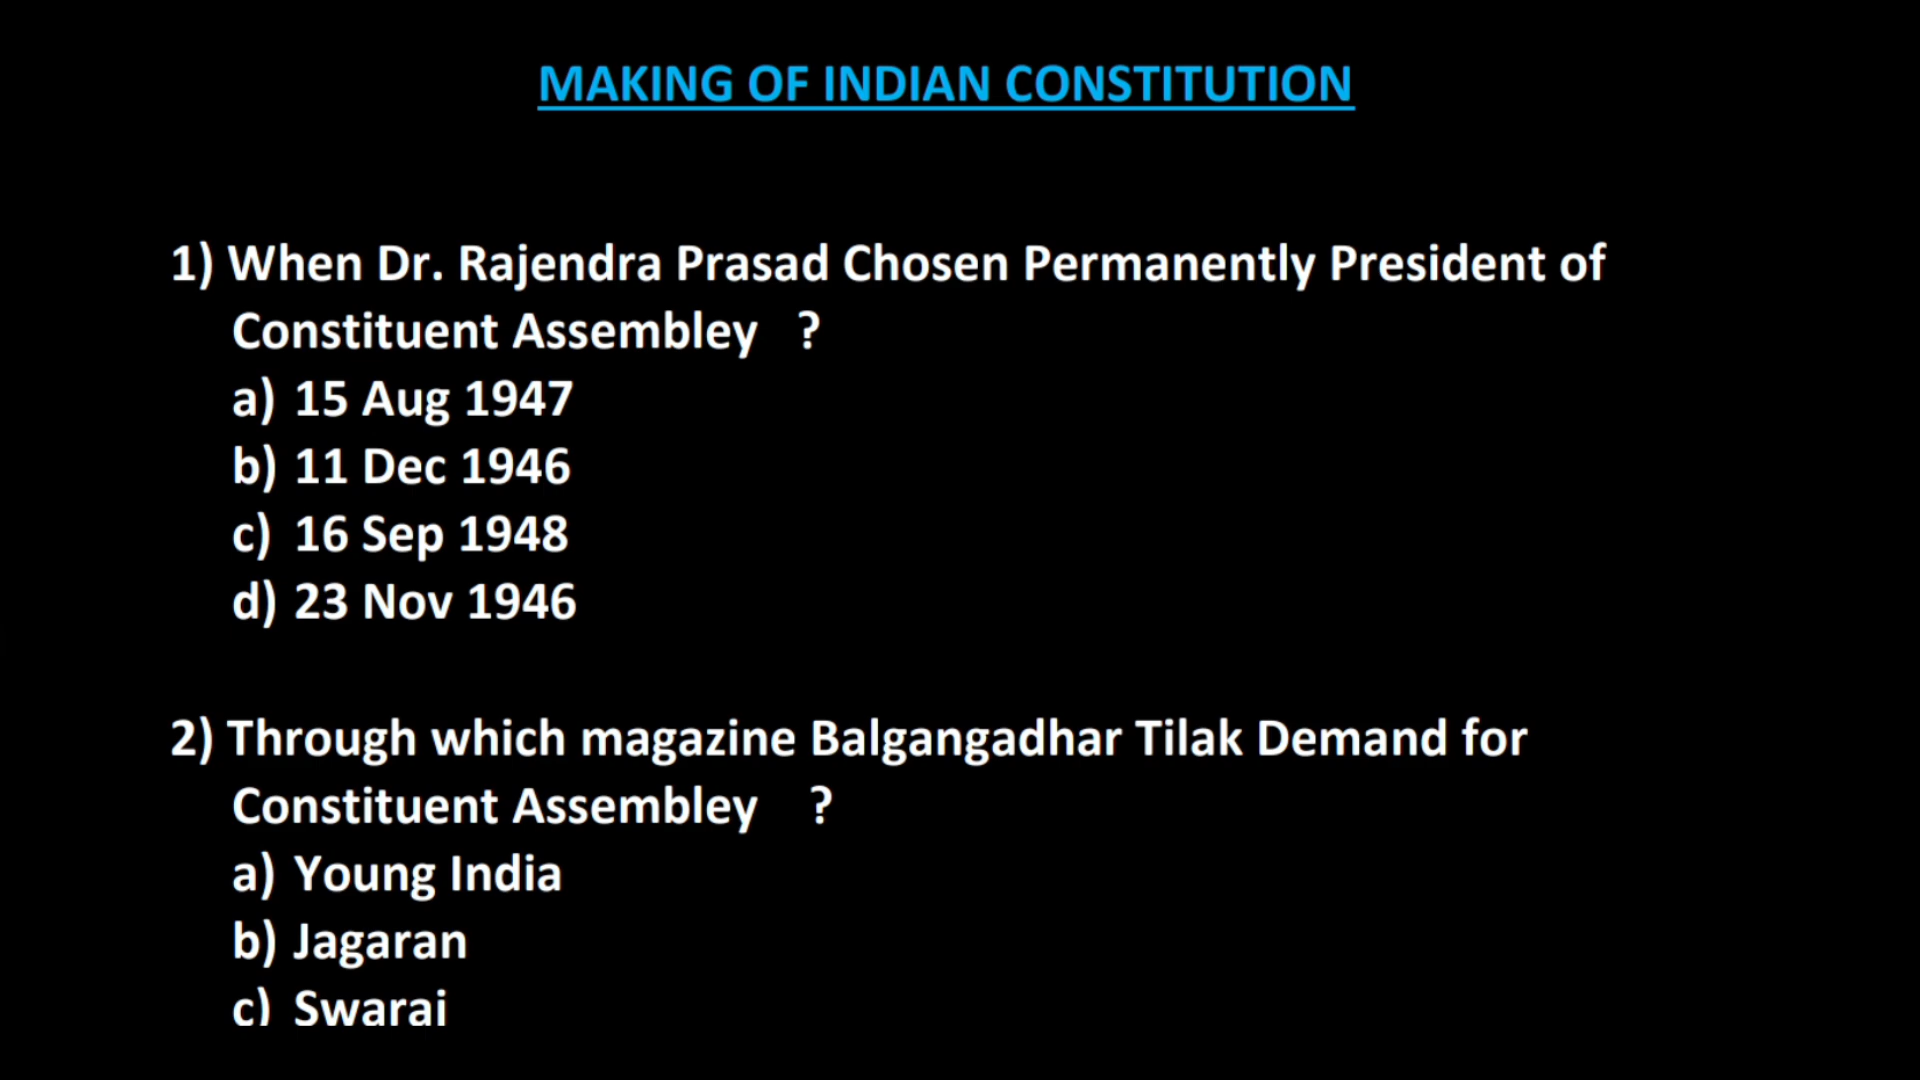 MAKING OF INDIAN CONSTITUTION
1) When Dr. Rajendra Prasad Chosen Permanently President of
Constituent Assembley ?
a) 15 Aug 1947
b) 11 Dec 1946
c) 16 Sep 1948
d) 23 Nov 1946
2) Through which magazine Balgangadhar Tilak Demand for
Constituent Assembley ?
a) Young India
b) Jagaran
c) Swaraj